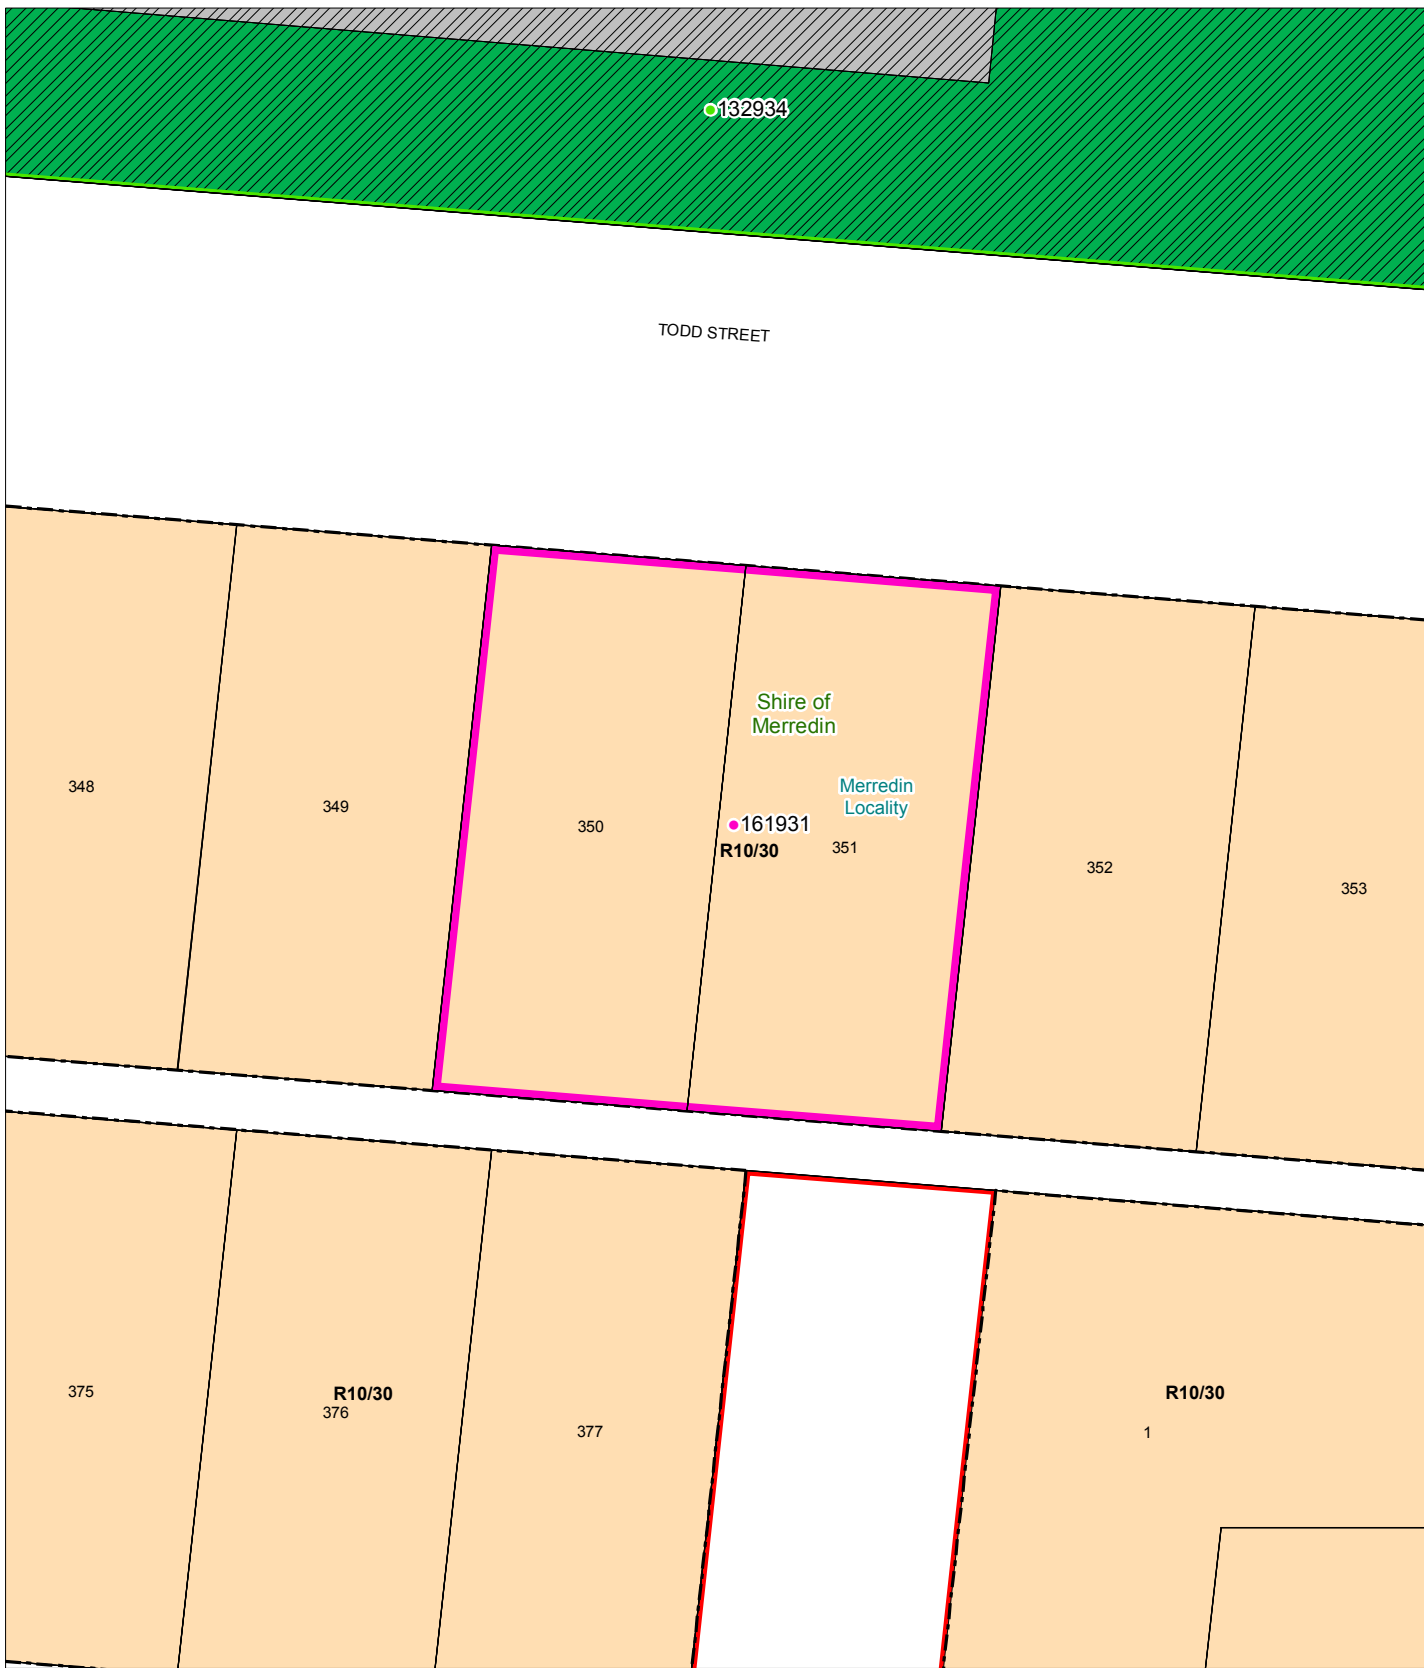 132934
TODD STREET
Shire of
Merredin
348
349
350
Merredin
Locality
161931
R10/30
351
352
353
375
R10/30
376
377
R10/30
1